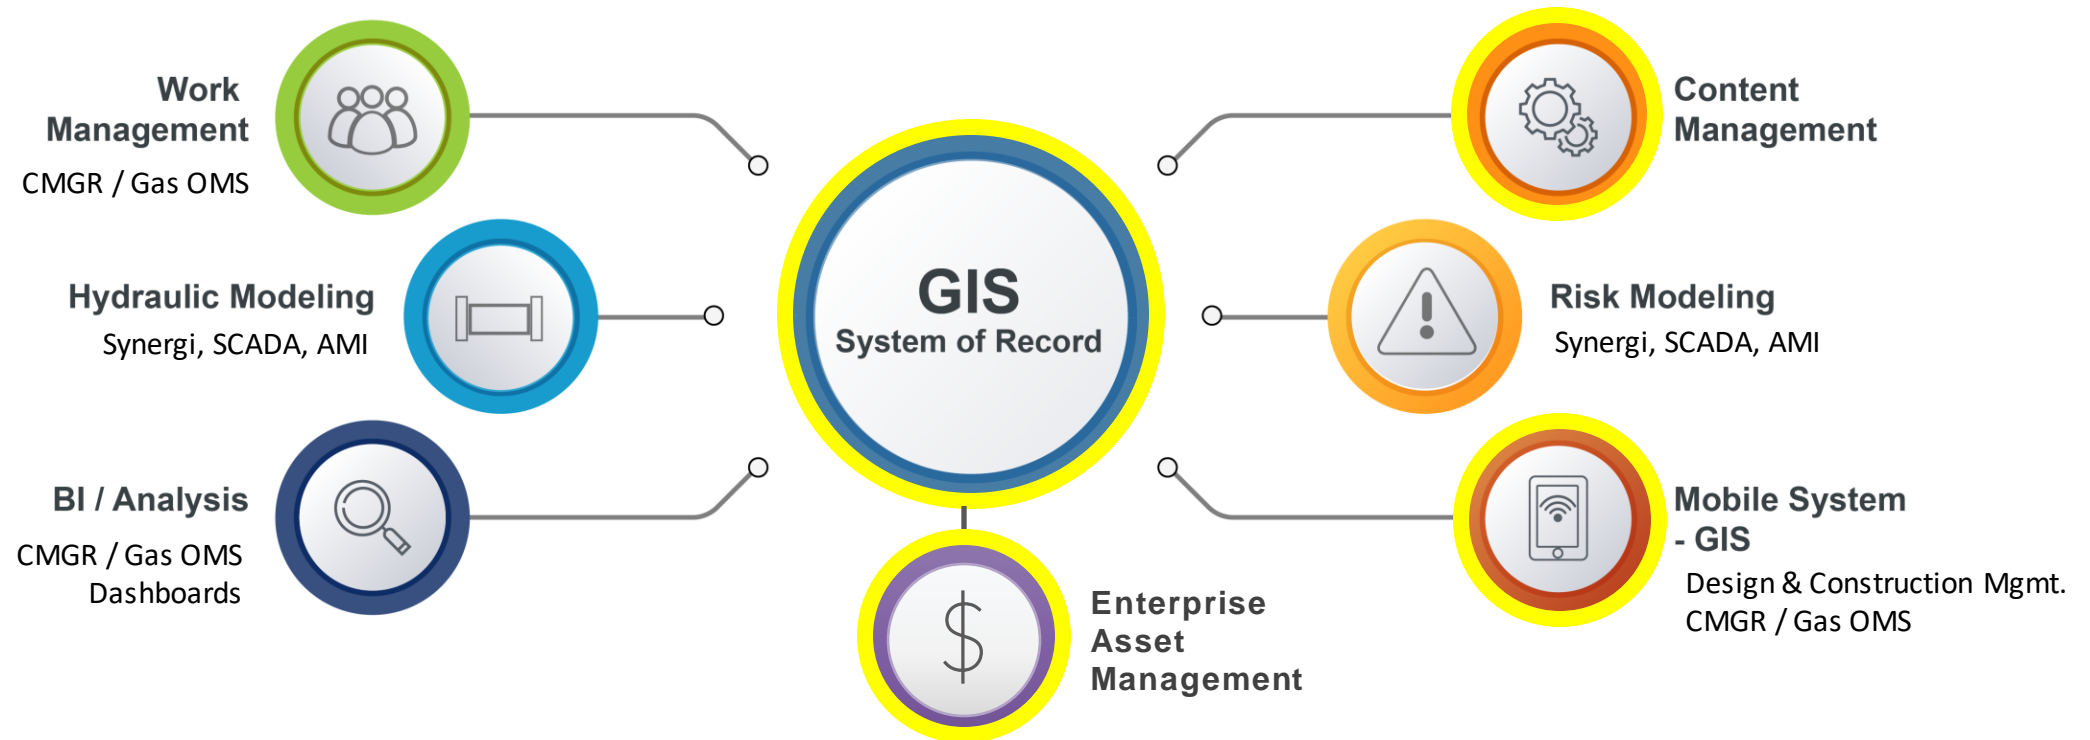 Work
Management
CMGR / Gas OMS
Hydraulic Modeling
Synergi, SCADA, AMI
BI / Analysis
CMGR / Gas OMS
Dashboards
GIS
System of Record
$
Enterprise
Asset
Management
Content
Management
Risk Modeling
Synergi, SCADA, AMI
Mobile System
- GIS
Design & Construction Mgmt.
CMGR / Gas OMS